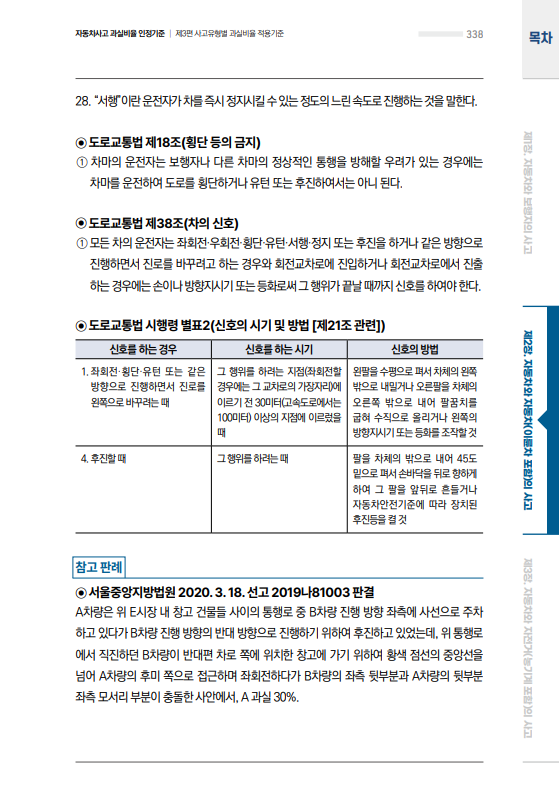 자동차사고 과실비율 인정기준 | 제3편 사고유형별 과실비율 적용기준
338
목차
28. “서행”이란 운전자가 차를 즉시 정지시킬 수 있는 정도의 느린 속도로 진행하는 것을 말한다.
◉ 도로교통법 제18조(횡단 등의 금지)
① 차마의 운전자는 보행자나 다른 차마의 정상적인 통행을 방해할 우려가 있는 경우에는
차마를 운전하여 도로를 횡단하거나 유턴 또는 후진하여서는 아니 된다.
◉ 도로교통법 제38조(차의 신호)
① 모든 차의 운전자는 좌회전·우회전·횡단·유턴·서행·정지 또는 후진을 하거나 같은 방향으로
진행하면서 진로를 바꾸려고 하는 경우와 회전교차로에 진입하거나 회전교차로에서 진출
하는 경우에는 손이나 방향지시기 또는 등화로써 그 행위가 끝날 때까지 신호를 하여야 한다.
◉ 도로교통법 시행령 별표2(신호의 시기 및 방법 [제21조 관련])
신호를 하는 경우
신호를 하는 시기
신호의 방법
1. 좌회전·횡단·유턴 또는 같은
방향으로 진행하면서 진로를
왼쪽으로 바꾸려는 때
그 행위를 하려는 지점(좌회전할
경우에는 그 교차로의 가장자리)에
이르기 전 30미터(고속도로에서는
100미터) 이상의 지점에 이르렀을
때
왼팔을 수평으로 펴서 차체의 왼쪽
밖으로 내밀거나 오른팔을 차체의
오른쪽 밖으로 내어 팔꿈치를
굽혀 수직으로 올리거나 왼쪽의
방향지시기 또는 등화를 조작할 것
4. 후진할 때
그 행위를 하려는 때
팔을 차체의 밖으로 내어 45도
밑으로 펴서 손바닥을 뒤로 향하게
하여 그 팔을 앞뒤로 흔들거나
자동차안전기준에 따라 장치된
후진등을 켤 것
참고 판례
◉ 서울중앙지방법원 2020. 3. 18. 선고 2019나81003 판결
A차량은 위 E시장 내 창고 건물들 사이의 통행로 중 B차량 진행 방향 좌측에 사선으로 주차
하고 있다가 B차량 진행 방향의 반대 방향으로 진행하기 위하여 후진하고 있었는데, 위 통행로
에서 직진하던 B차량이 반대편 차로 쪽에 위치한 창고에 가기 위하여 황색 점선의 중앙선을
넘어 A차량의 후미 쪽으로 접근하며 좌회전하다가 B차량의 좌측 뒷부분과 A차량의 뒷부분
좌측 모서리 부분이 충돌한 사안에서, A 과실 30%.
제1장. 자동차와 보행자의 사고
제2장. 자동차와 자동차(이륜차 포함)의 사고
제3장. 자동차와 자전거(농기계 포함)의 사고